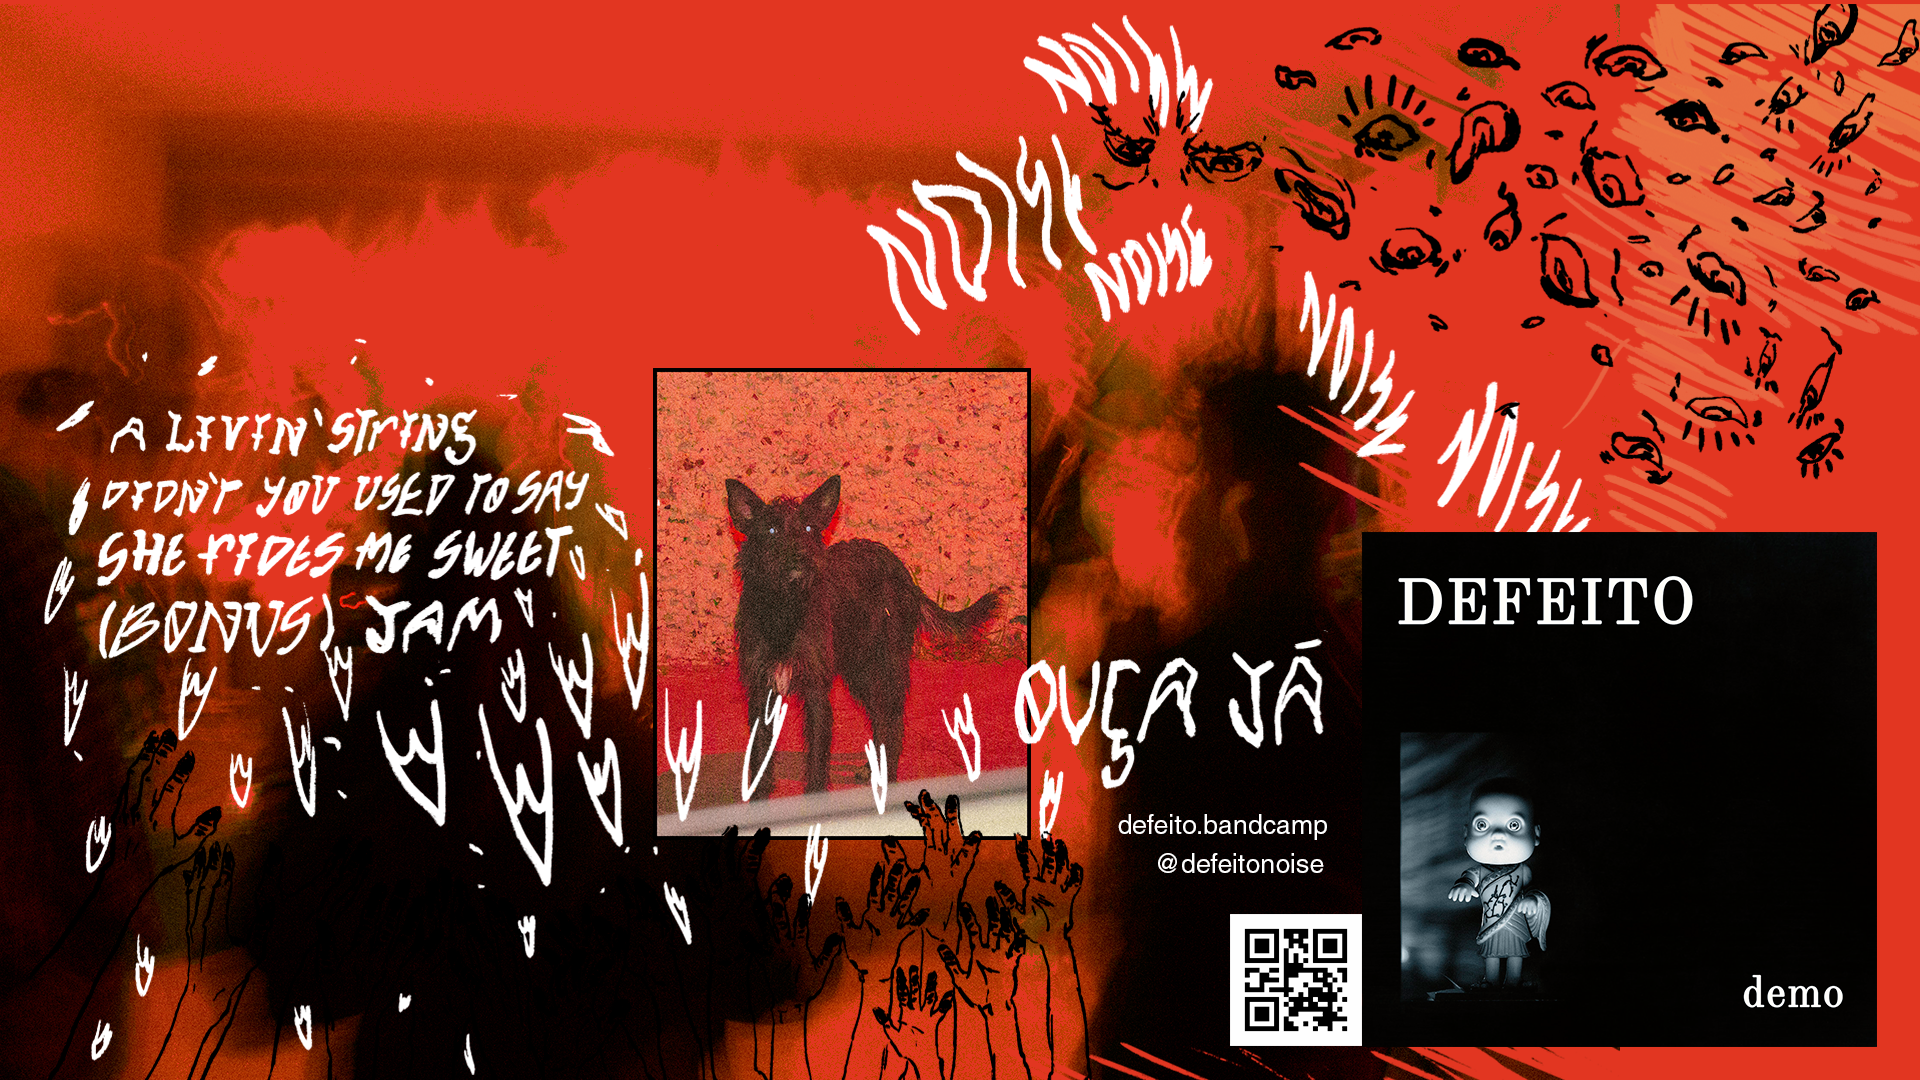 NOISE
NOISE
NOISE
NOISE
NOISE
A LIVIN' STRING
DIDN'T YOU USED TO SAY
SHE RIDES ME SWEET
(BONUS) JAM
OUÇA JÁ
defeito.bandcamp
@defeitonoise
DEFEITO
demo